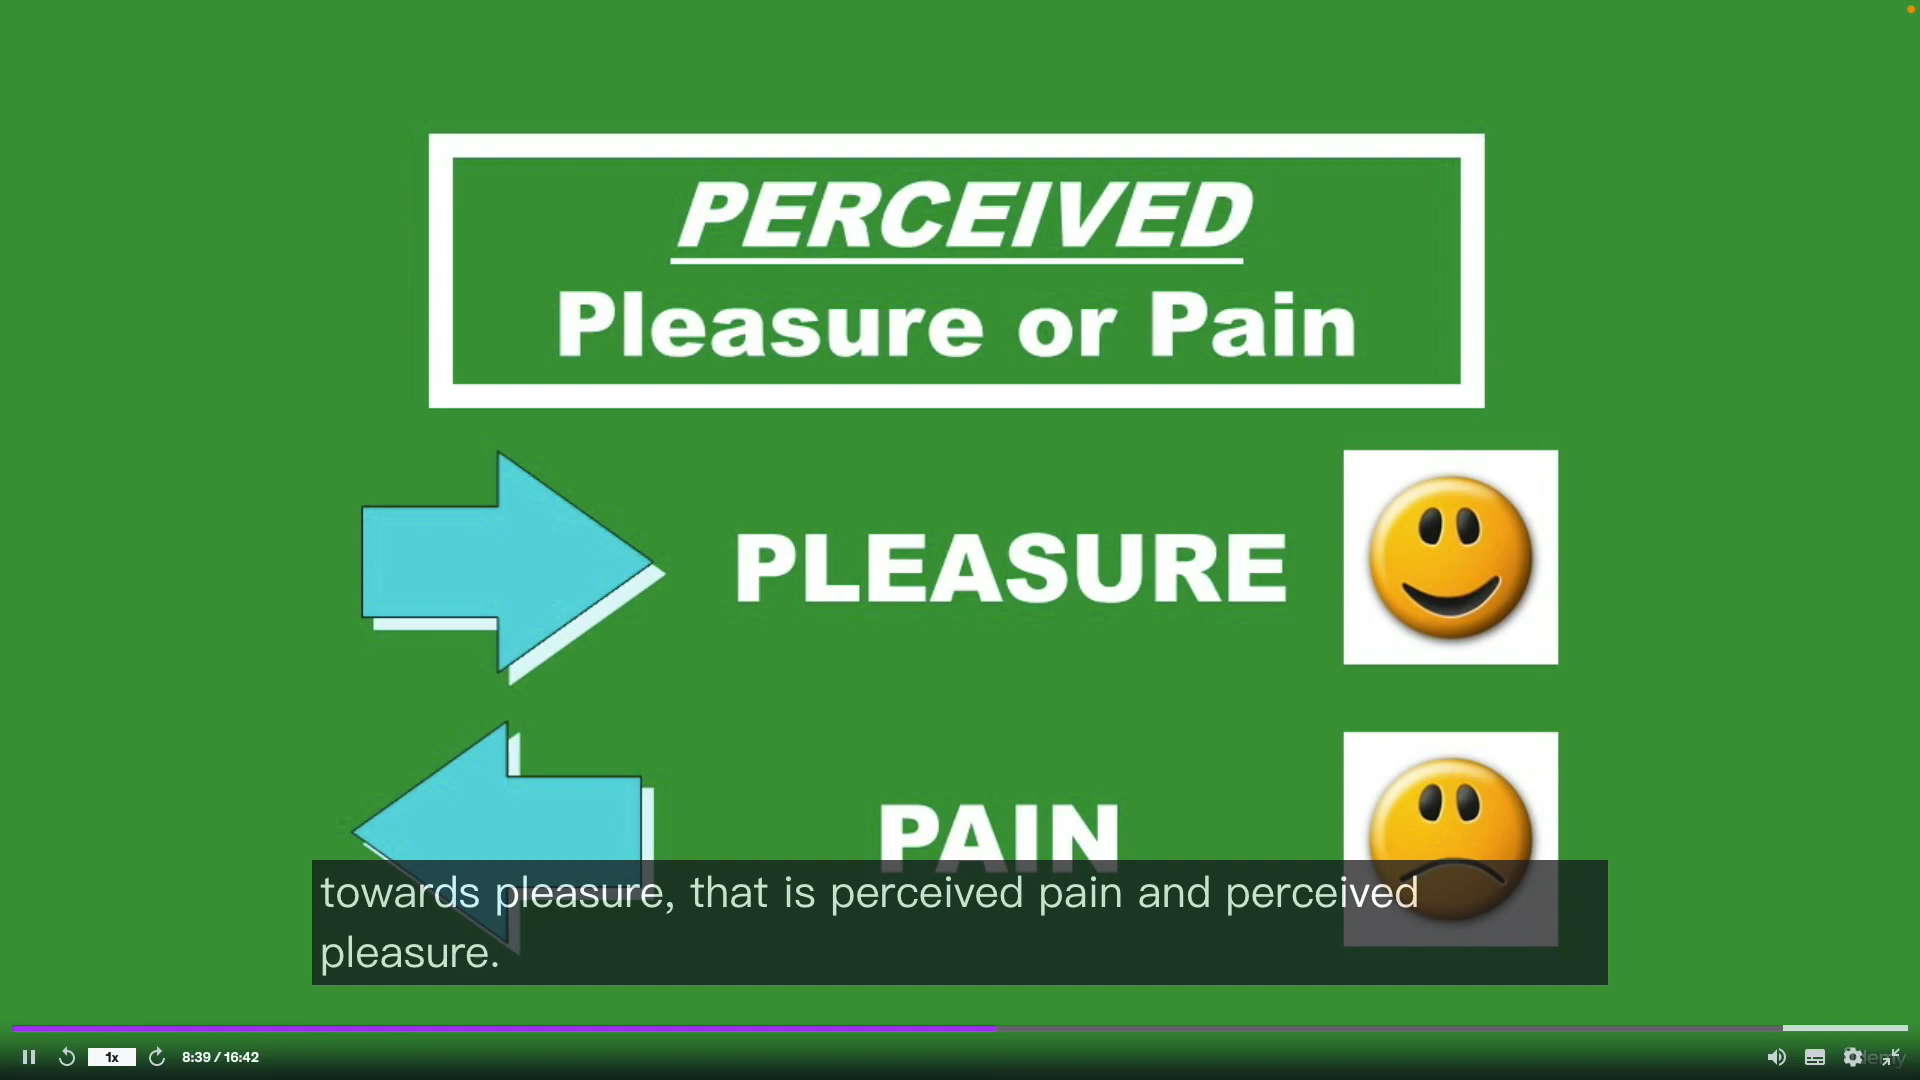 PERCEIVED
Pleasure or Pain
PLEASURE
PAIN
towards pleasure, that is perceived pain and perceived
pleasure.
1x
8:39 / 16:42